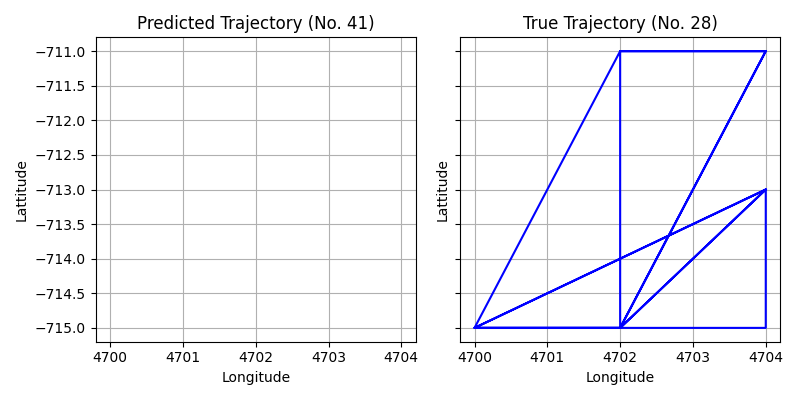 Predicted Trajectory (No. 41)
−711.0
−711.5
−712.0
−712.5
−713.0
−713.5
−714.0
−714.5
−715.0
Lattitude
4700 4701 4702 4703 4704
Longitude
True Trajectory (No. 28)
Lattitude
4700 4701 4702 4703 4704
Longitude